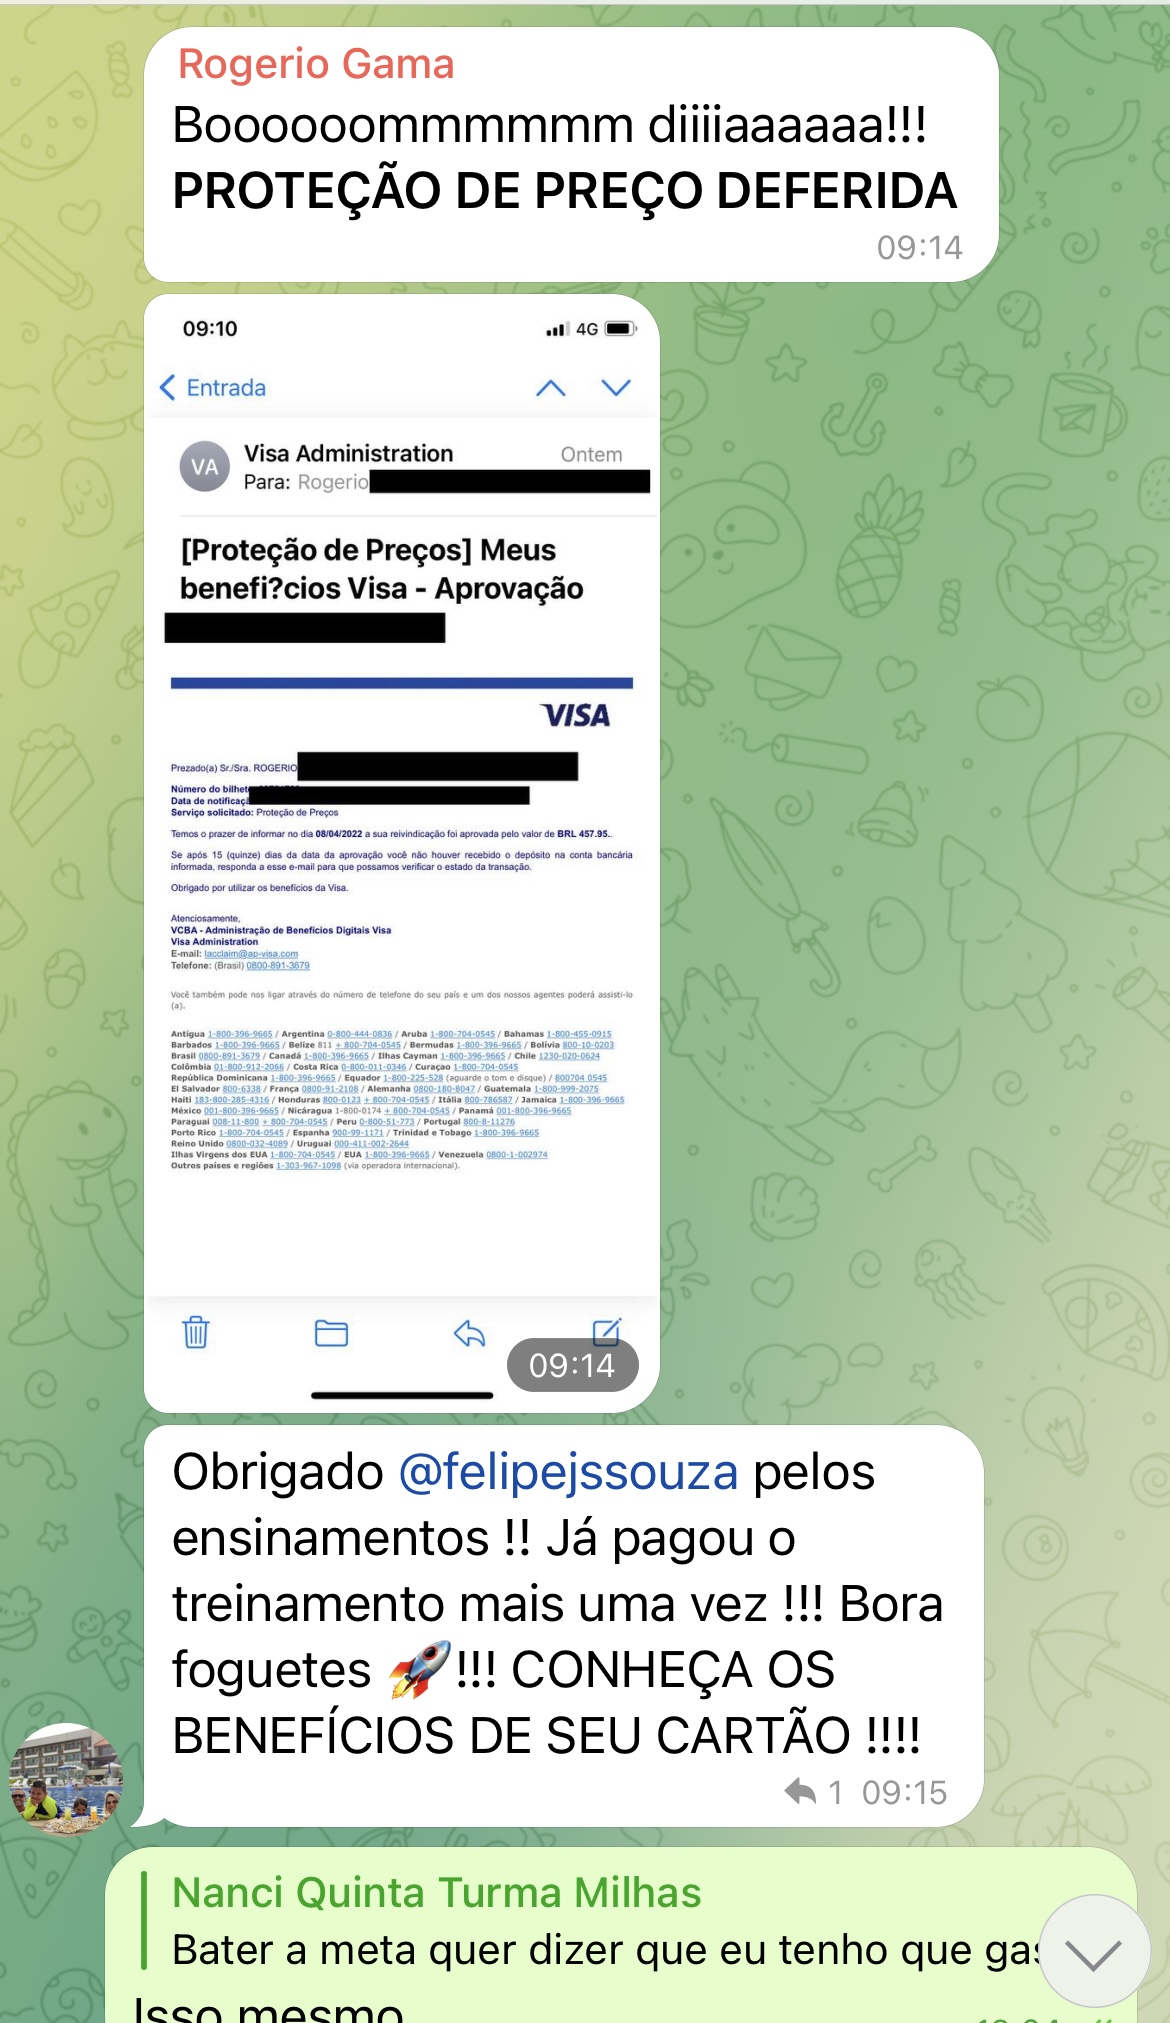 Rogerio Gama
Boooooommmmmm diiiiaaaaaa!!!
PROTEÇÃO DE PREÇO DEFERIDA
09:14
09:10
4G
Entrada
VA
Visa Administration
Ontem
Para: Rogerio
[Proteção de Preços] Meus
benefi?cios Visa - Aprovação
VISA
Prezado(a) Sr./Sra. ROGERIO
Número do bilhete
Data de notificaçã
Serviço solicitado: Proteção de Preços
Temos o prazer de informar no dia 08/04/2022 a sua reivindicação foi aprovada pelo valor de BRL 457.95..
Se após 15 (quinze) dias da data da aprovação você não houver recebido o depósito na conta bancária
informada, responda a esse e-mail para que possamos verificar o estado da transação.
Obrigado por utilizar os benefícios da Visa.
Atenciosamente,
VCBA - Administração de Benefícios Digitais Visa
Visa Administration
E-mail: lacclaim@ap-visa.com
Telefone: (Brasil) 0800-891-3679
Você também pode nos ligar através do número de telefone do seu país e um dos nossos agentes poderá assisti-lo
(a).
Antígua 1-800-396-9665 / Argentina 0-800-444-0836 / Aruba 1-800-704-0545 / Bahamas 1-800-455-0915
Barbados 1-800-396-9665 / Belize 811 + 800-704-0545 / Bermudas 1-800-396-9665 / Bolívia 800-10-0203
Brasil 0800-891-3679 / Canadá 1-800-396-9665 / Ilhas Cayman 1-800-396-9665 / Chile 1230-020-0624
Colômbia 01-800-912-2066 / Costa Rica 0-800-011-0346 / Curaçao 1-800-704-0545
República Dominicana 1-800-396-9665 / Equador 1-800-225-528 (aguarde o tom e disque) / 800704 0545
El Salvador 800-6338 / França 0800-91-2108 / Alemanha 0800-180-8047 / Guatemala 1-800-999-2075
Haiti 183-800-285-4316 / Honduras 800-0123 + 800-704-0545 / Itália 800-786587 / Jamaica 1-800-396-9665
México 001-800-396-9665 / Nicáragua 1-800-0174 + 800-704-0545 / Panamá 001-800-396-9665
Paraguai 008-11-800 + 800-704-0545 / Peru 0-800-51-773 / Portugal 800-8-11276
Porto Rico 1-800-704-0545 / Espanha 900-99-1171 / Trinidad e Tobago 1-800-396-9665
Reino Unido 0800-032-4089 / Uruguai 000-411-002-2644
Ilhas Virgens dos EUA 1-800-704-0545 / EUA 1-800-396-9665 / Venezuela 0800-1-002974
Outros países e regiões 1-303-967-1098 (via operadora internacional).
09:14
Obrigado @felipejssouza pelos
ensinamentos !! Já pagou o
treinamento mais uma vez !!! Bora
foguetes 🚀!!! CONHEÇA OS
BENEFÍCIOS DE SEU CARTÃO !!!!
1 09:15
Nanci Quinta Turma Milhas
Bater a meta quer dizer que eu tenho que gas
Isso mesmo